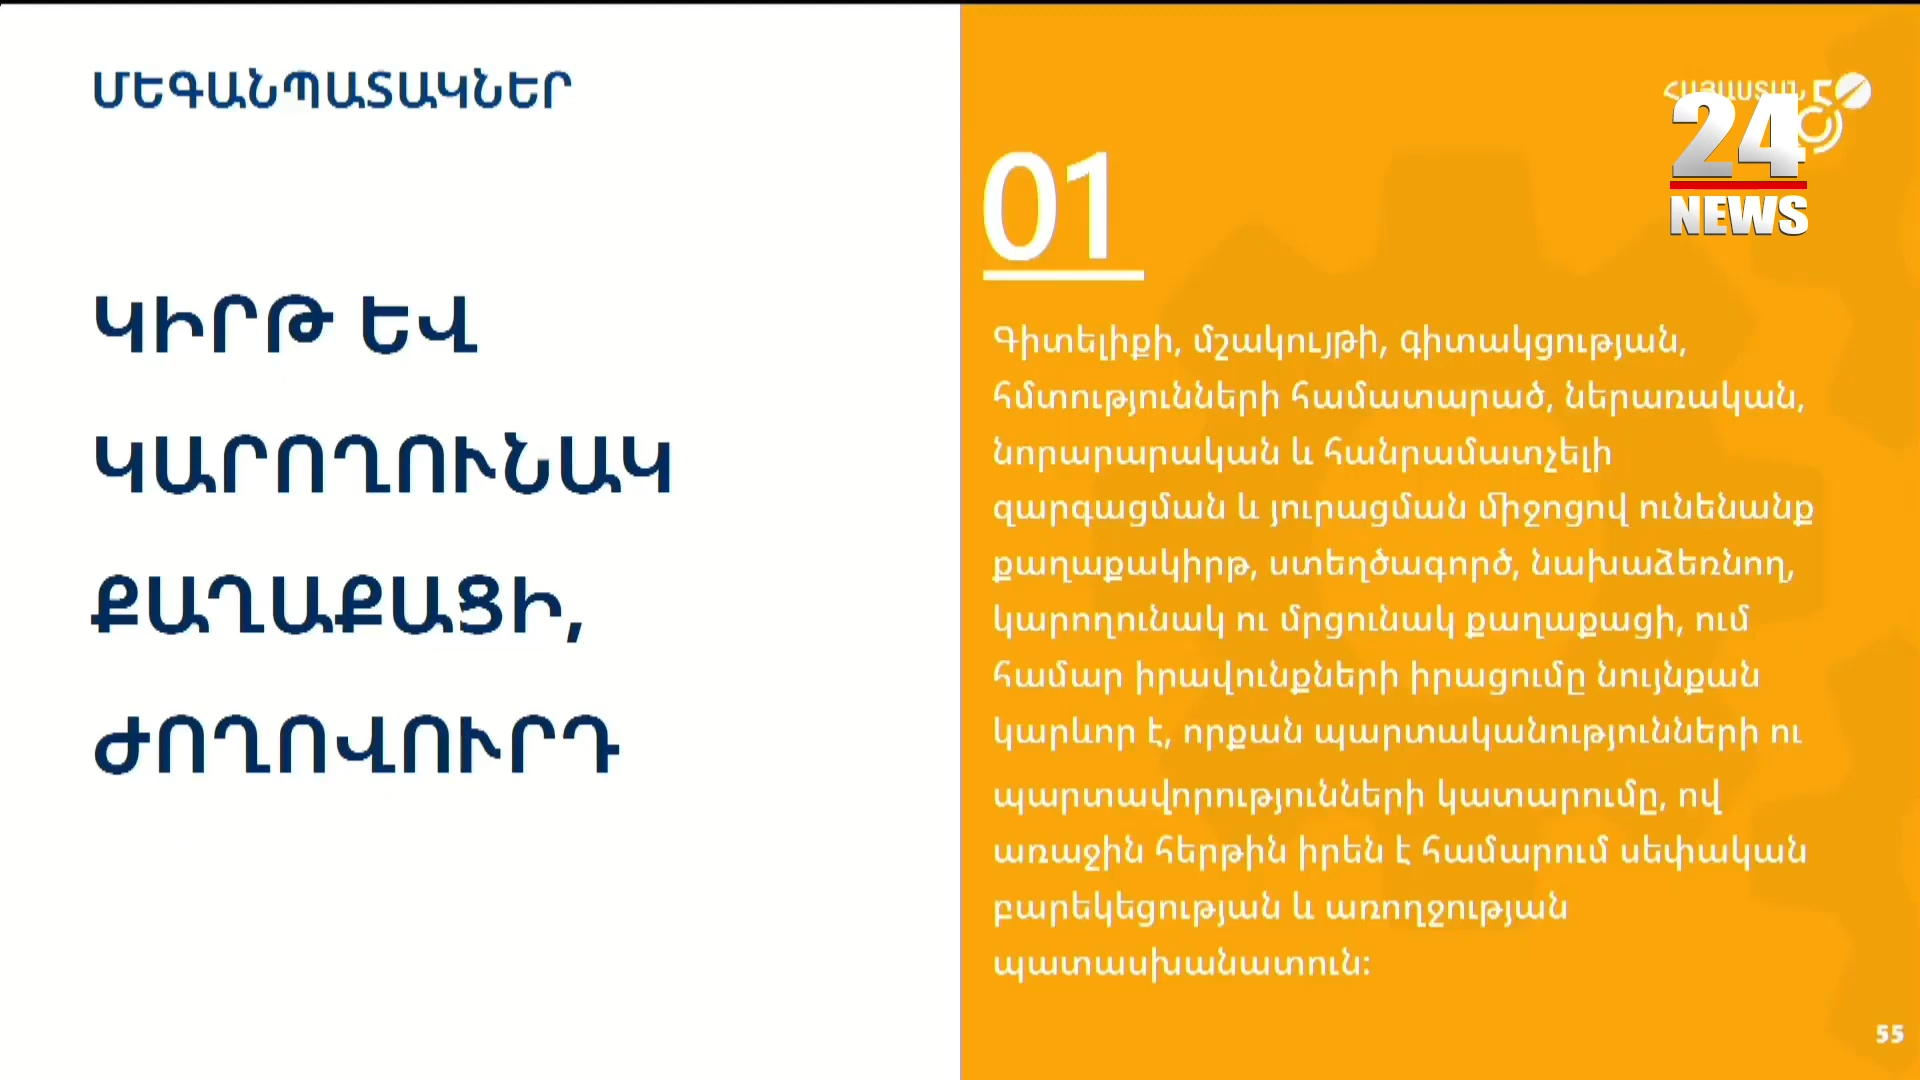 ՄԵԳԱՆՊԱՏԱԿՆԵՐ
ԿԻՐԹ ԵՎ
ԿԱՐՈՂՈՒՆԱԿ
ՔԱՂԱՔԱՑԻ,
ԺՈՂՈՎՈՒՐԴ
ՀԱՅԱՍՏԱՆ
24
NEWS
01
Գիտելիքի, մշակույթի, գիտակցության,
հմտությունների համատարած, ներառական,
նորարարական և հանրամատչելի
զարգացման և յուրացման միջոցով ունենանք
քաղաքակիրթ, ստեղծագործ, նախաձեռնող,
կարողունակ ու մրցունակ քաղաքացի, ում
համար իրավունքների իրացումը նույնքան
կարևոր է, որքան պարտականությունների ու
պարտավորությունների կատարումը, ով
առաջին հերթին իրեն է համարում սեփական
բարեկեցության և առողջության
պատասխանատուն:
55